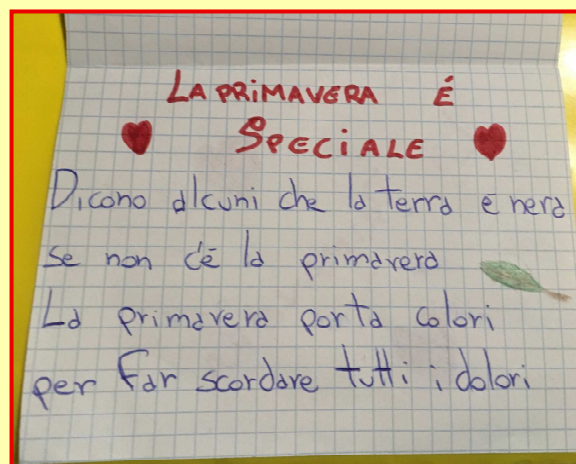 LA PRiMAVERA É
SPECiALE
Dicono alcuni che la terra e nera
se non c'è la primavera
La primavera porta colori
per far scordare tutti i dolori